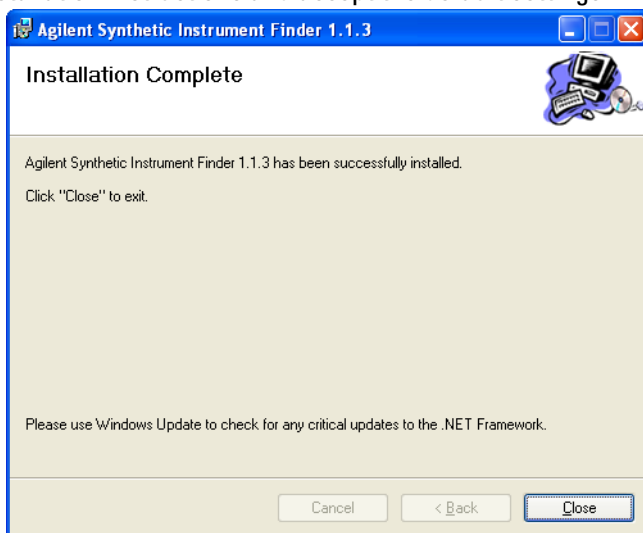 Agilent Synthetic Instrument Finder 1.1.3
Installation Complete
Agilent Synthetic Instrument Finder 1.1.3 has been successfully installed.
Click "Close" to exit.
Please use Windows Update to check for any critical updates to the .NET Framework.
Cancel
< Back
Close